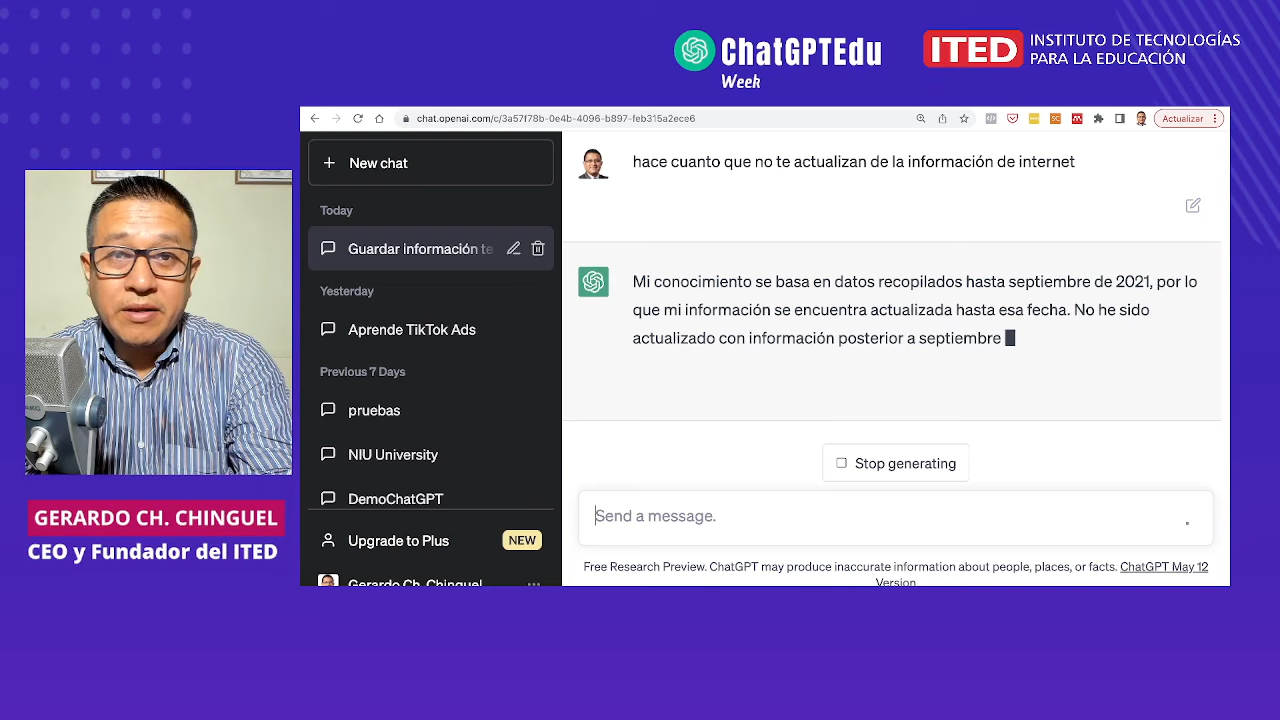 ChatGPTEdu
Week
ITED
INSTITUTO DE TECNOLOGÍAS
PARA LA EDUCACIÓN
chat.openai.com/c/3a57f78b-0e4b-4096-b897-feb315a2ece6
Actualizar
New chat
Today
Guardar información te
Yesterday
Aprende TikTok Ads
Previous 7 Days
pruebas
NIU University
DemoChatGPT
Upgrade to Plus
NEW
Gerardo Ch. Chinguel
hace cuanto que no te actualizan de la información de internet
Mi conocimiento se basa en datos recopilados hasta septiembre de 2021, por lo
que mi información se encuentra actualizada hasta esa fecha. No he sido
actualizado con información posterior a septiembre
Stop generating
Send a message.
Free Research Preview. ChatGPT may produce inaccurate information about people, places, or facts. ChatGPT May 12
Version
GERARDO CH. CHINGUEL
CEO y Fundador del ITED